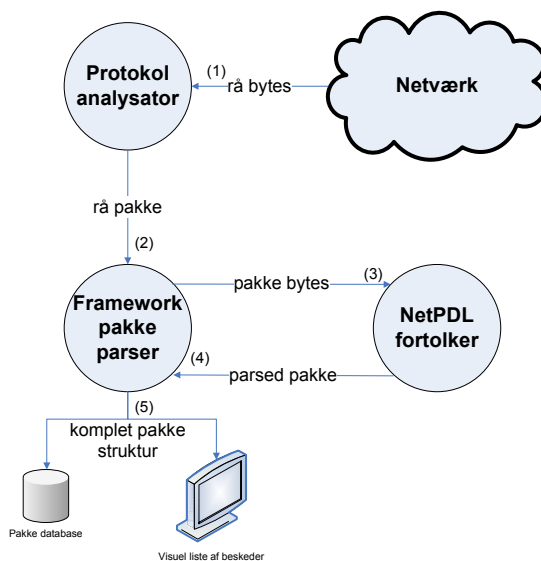 Protokol
analysator
(1)
rå bytes
Netværk
rå pakke
(2)
Framework
pakke
parser
pakke bytes
(3)
NetPDL
fortolker
(4)
parsed pakke
(5)
komplet pakke
struktur
Pakke database
Visuel liste af beskeder